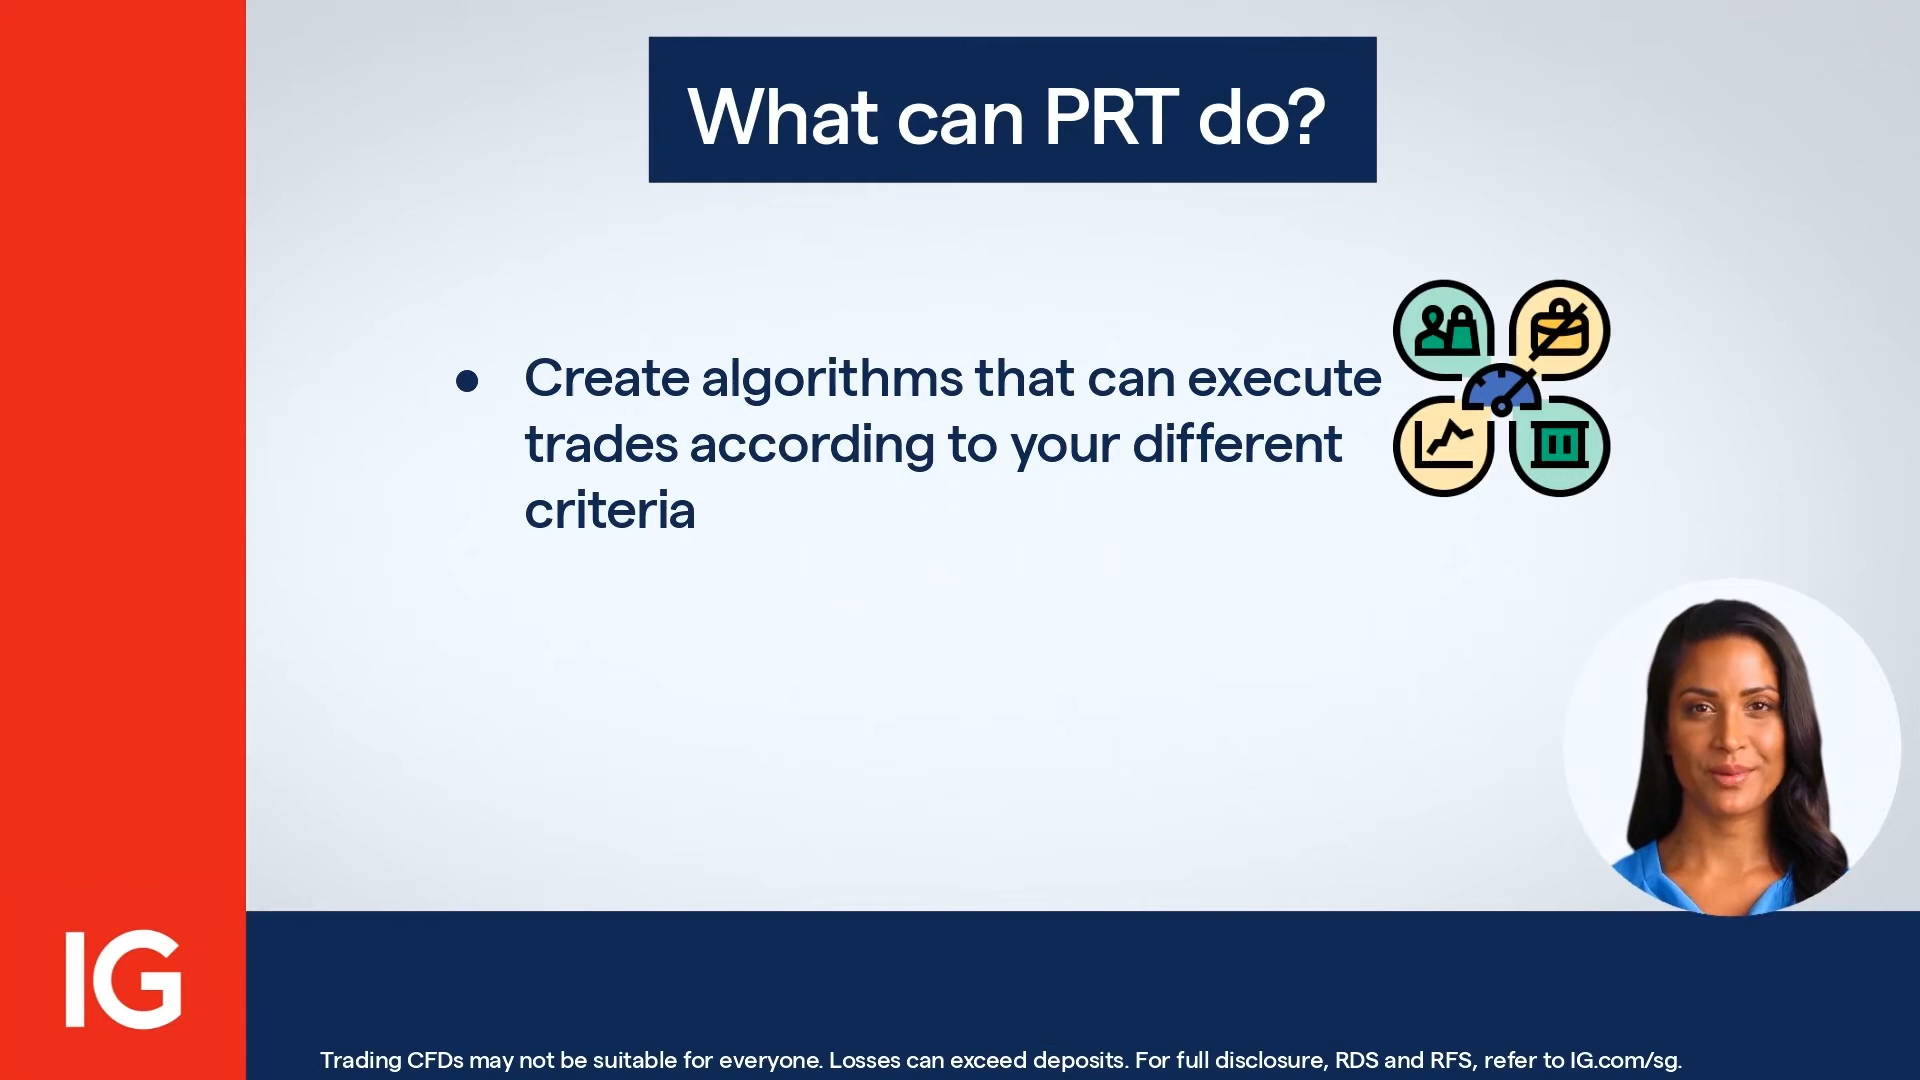 What can PRT do?
● Create algorithms that can execute
trades according to your different
criteria
IG
Trading CFDs may not be suitable for everyone. Losses can exceed deposits. For full disclosure, RDS and RFS, refer to IG.com/sg.